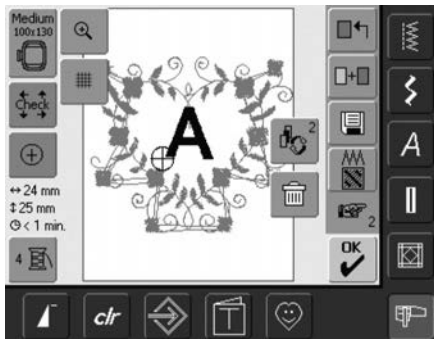 Medium
100x130
Check
A
2
↔ 24 mm
↕ 25 mm
< 1 min.
4
2
OK
A
clr
T